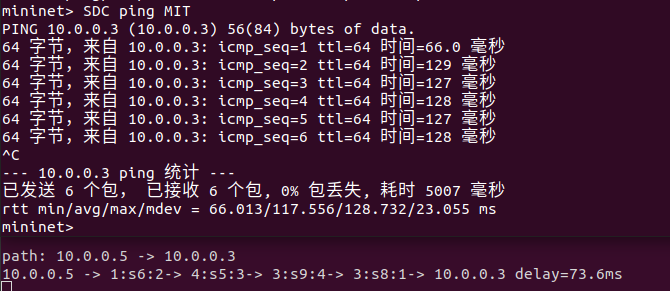 mininet> SDC ping MIT
PING 10.0.0.3 (10.0.0.3) 56(84) bytes of data.
64 字节，来自 10.0.0.3: icmp_seq=1 ttl=64 时间=66.0 毫秒
64 字节，来自 10.0.0.3: icmp_seq=2 ttl=64 时间=129 毫秒
64 字节，来自 10.0.0.3: icmp_seq=3 ttl=64 时间=127 毫秒
64 字节，来自 10.0.0.3: icmp_seq=4 ttl=64 时间=128 毫秒
64 字节，来自 10.0.0.3: icmp_seq=5 ttl=64 时间=127 毫秒
64 字节，来自 10.0.0.3: icmp_seq=6 ttl=64 时间=128 毫秒
^C
--- 10.0.0.3 ping 统计 ---
已发送 6 个包， 已接收 6 个包, 0% 包丢失, 耗时 5007 毫秒
rtt min/avg/max/mdev = 66.013/117.556/128.732/23.055 ms
mininet>
path: 10.0.0.5 -> 10.0.0.3
10.0.0.5 -> 1:s6:2-> 4:s5:3-> 3:s9:4-> 3:s8:1-> 10.0.0.3 delay=73.6ms